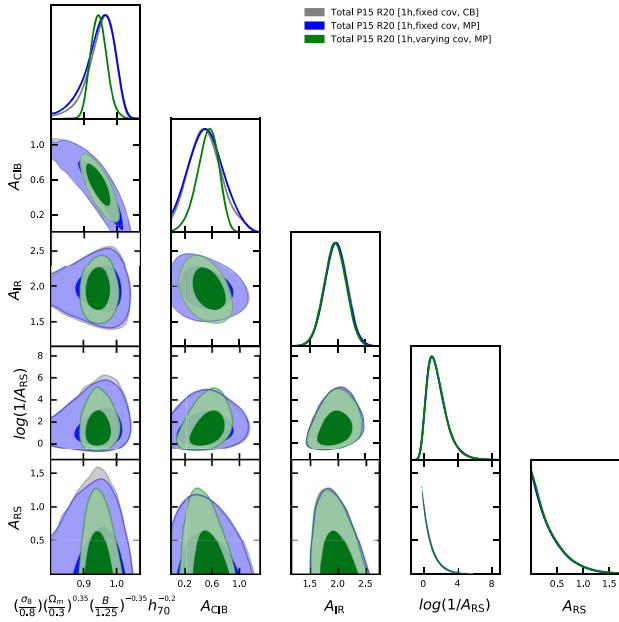 Total P15 R20 [1h,fixed cov, CB)
Total P15 R20 [1h,fixed cov, MP)
Total P15 R20 [1h,varying cov, MP)
A_CIB
1.0
0.6
0.2
A_IR
2.5
2.0
1.5
log(1/A_RS)
8
6
4
2
0
A_RS
1.5
1.0
0.5
0.9 1.0
0.2 0.6 1.0
1.5 2.0 2.5
0 4 8
0.5 1.0 1.5
(σ_8/0.8)(Ω_m/0.3)^0.35(B/1.25)^−0.35 h_70^−0.2
A_CIB
A_IR
log(1/A_RS)
A_RS